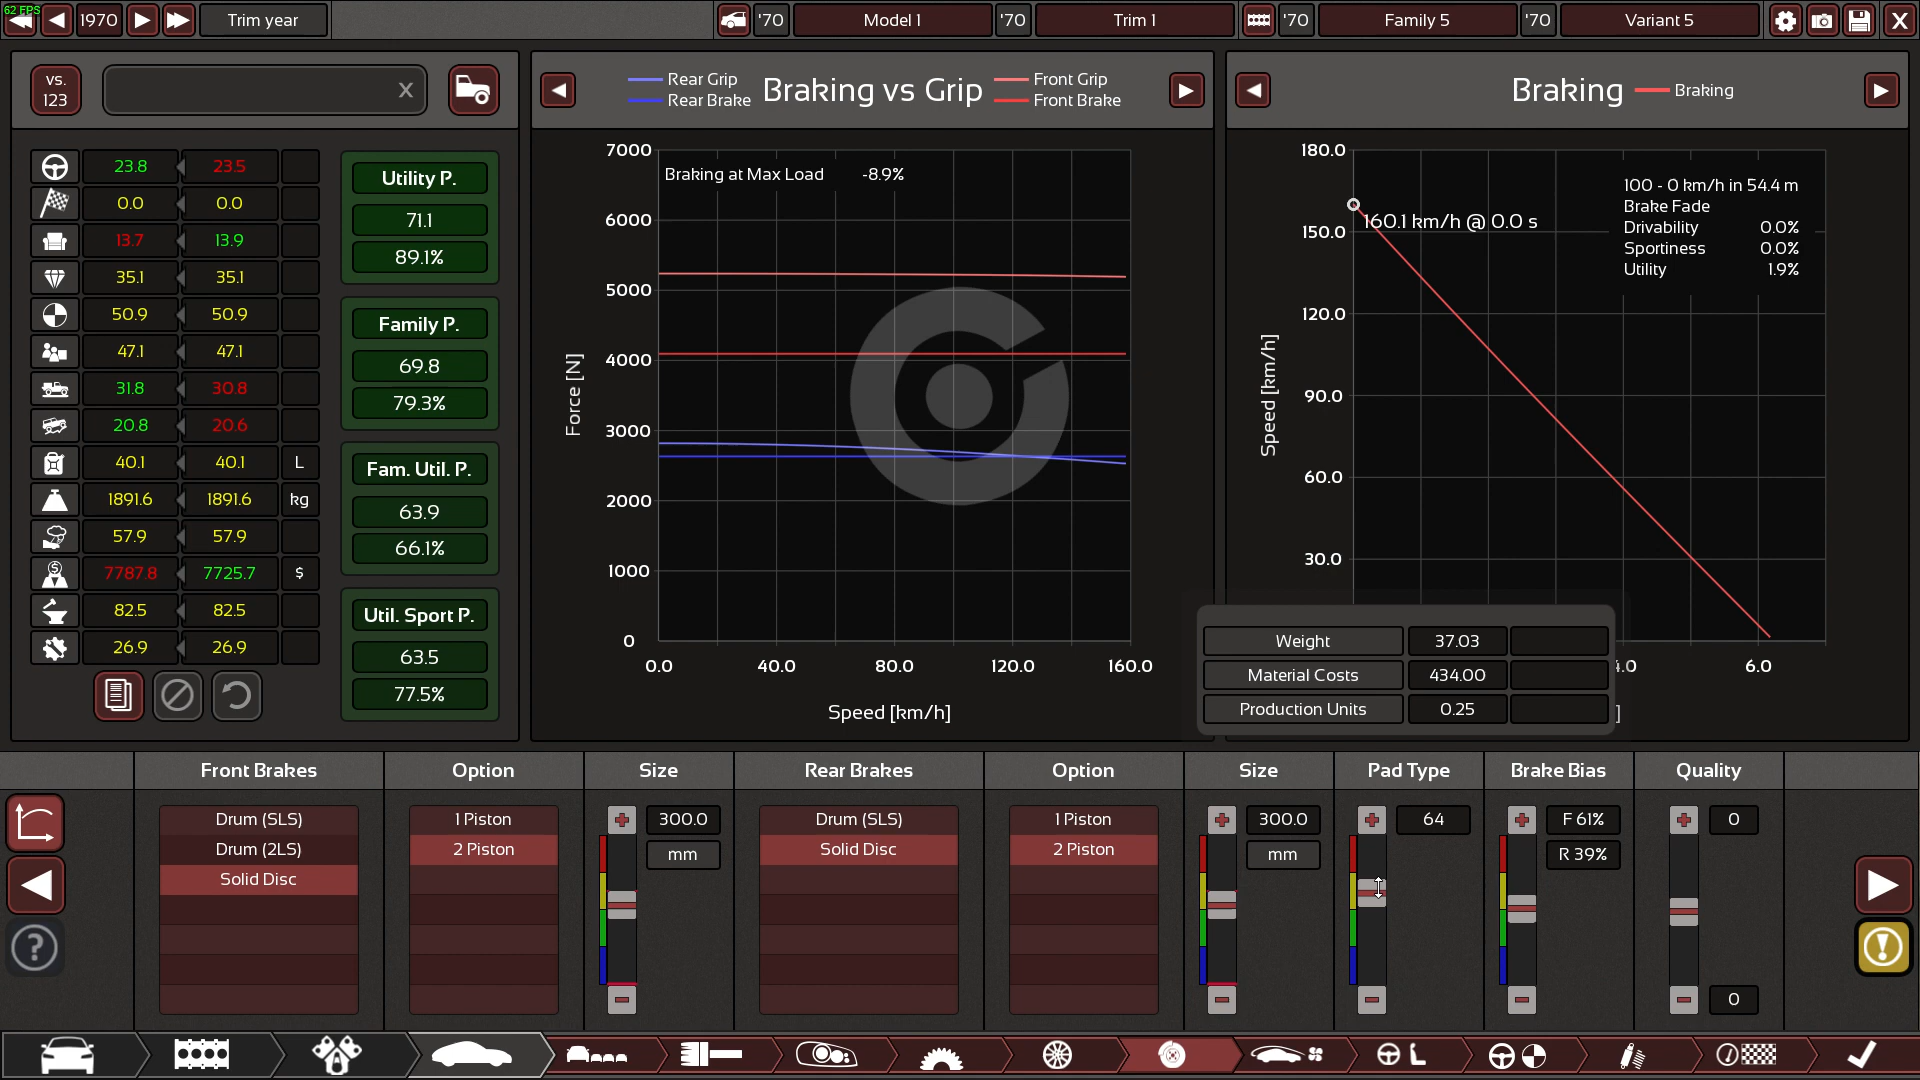 62 FPS
1970
Trim year
'70
Model 1
'70
Trim 1
'70
Family 5
'70
Variant 5
X
vs.
123
x
23.8 23.5
0.0 0.0
13.7 13.9
35.1 35.1
50.9 50.9
47.1 47.1
31.8 30.8
20.8 20.6
40.1 40.1 L
1891.6 1891.6 kg
57.9 57.9
7787.8 7725.7 $
82.5 82.5
26.9 26.9
Utility P.
71.1
89.1%
Family P.
69.8
79.3%
Fam. Util. P.
63.9
66.1%
Util. Sport P.
63.5
77.5%
Rear Grip
Rear Brake
Braking vs Grip
Front Grip
Front Brake
Braking at Max Load -8.9%
7000
6000
5000
4000
3000
2000
1000
0
Force [N]
0.0 40.0 80.0 120.0 160.0
Speed [km/h]
Braking
Braking
180.0
150.0
120.0
90.0
60.0
30.0
Speed [km/h]
160.1 km/h @ 0.0 s
100 - 0 km/h in 54.4 m
Brake Fade
Drivability 0.0%
Sportiness 0.0%
Utility 1.9%
6.0
Weight 37.03
Material Costs 434.00
Production Units 0.25
Front Brakes
Drum (SLS)
Drum (2LS)
Solid Disc
Option
1 Piston
2 Piston
Size
300.0
mm
Rear Brakes
Drum (SLS)
Solid Disc
Option
1 Piston
2 Piston
Size
300.0
mm
Pad Type
64
Brake Bias
F 61%
R 39%
Quality
0
0